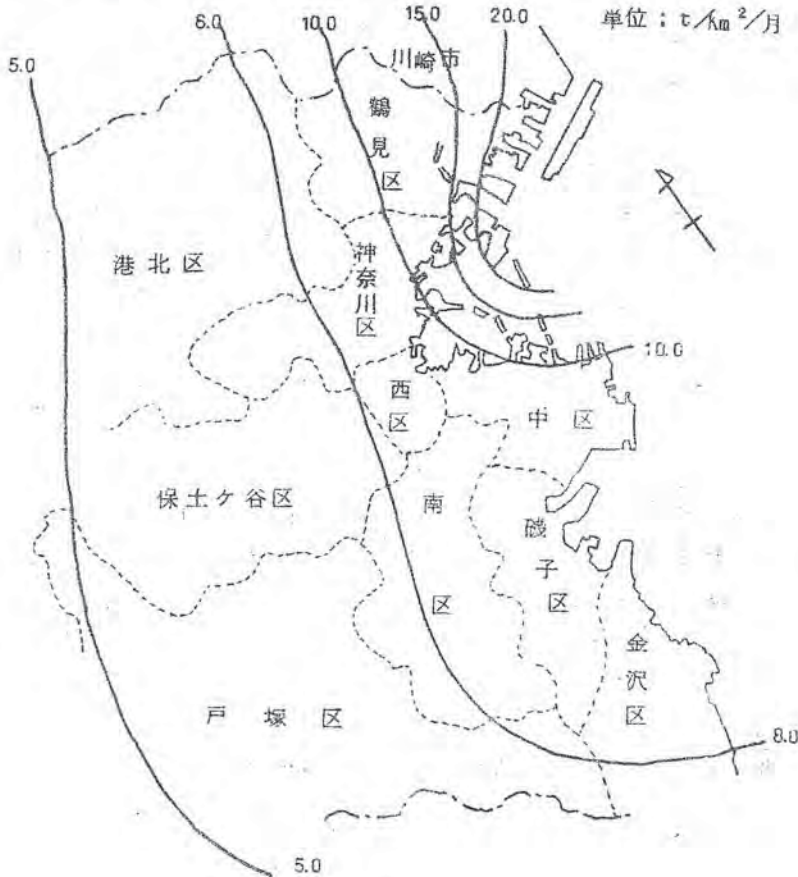 単位:t/km²/月
5.0
6.0
10.0
15.0
20.0
川崎市
鶴見区
港北区
神奈川区
10.0
西区
中区
保土ケ谷区
南区
磯子区
金沢区
戸塚区
8.0
5.0